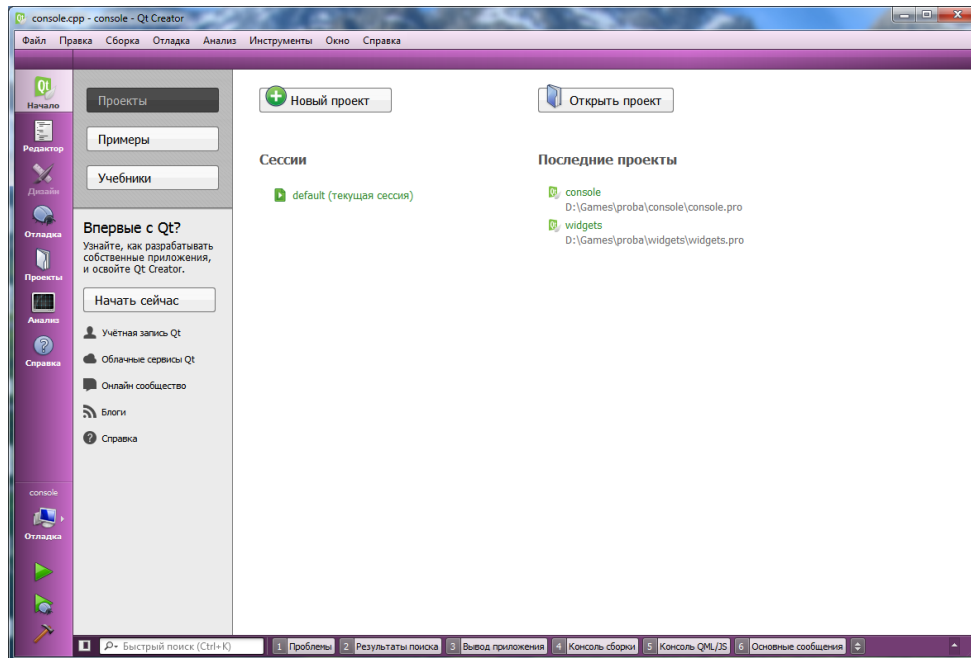 console.cpp - console - Qt Creator
Файл Правка Сборка Отладка Анализ Инструменты Окно Справка
Qt
Начало
Редактор
Дизайн
Отладка
Проекты
Анализ
Справка
console
Отладка
Проекты
Примеры
Учебники
Впервые с Qt?
Узнайте, как разрабатывать
собственные приложения,
и освойте Qt Creator.
Начать сейчас
Учётная запись Qt
Облачные сервисы Qt
Онлайн сообщество
Блоги
Справка
Новый проект
Открыть проект
Сессии
default (текущая сессия)
Последние проекты
console
D:\Games\proba\console\console.pro
widgets
D:\Games\proba\widgets\widgets.pro
Быстрый поиск (Ctrl+K)
1 Проблемы 2 Результаты поиска 3 Вывод приложения 4 Консоль сборки 5 Консоль QML/JS 6 Основные сообщения